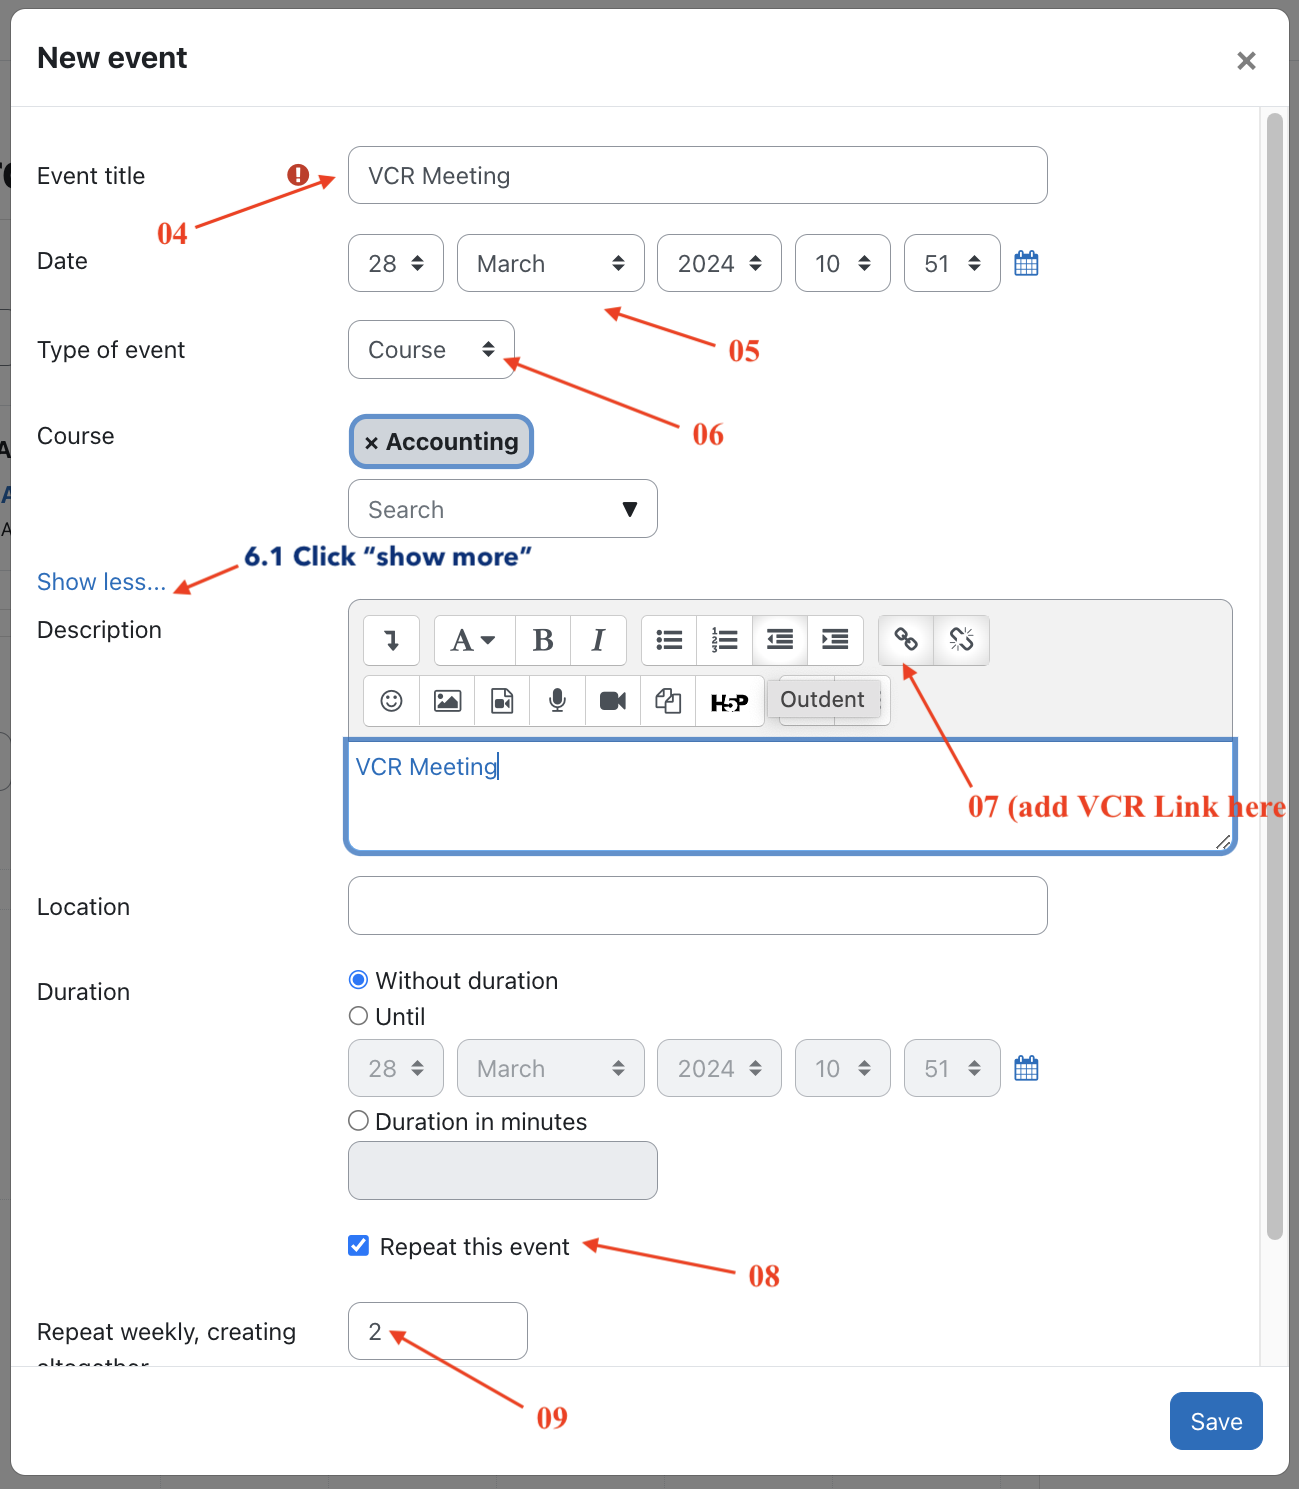 New event
×
Event title
VCR Meeting
04
Date
28 March 2024 10 51
05
Type of event
Course
06
Course
× Accounting
Search
6.1 Click “show more”
Show less...
Description
A B I
H5P Outdent
VCR Meeting
07 (add VCR Link here
Location
Duration
Without duration
Until
28 March 2024 10 51
Duration in minutes
Repeat this event
08
Repeat weekly, creating
2
09
Save